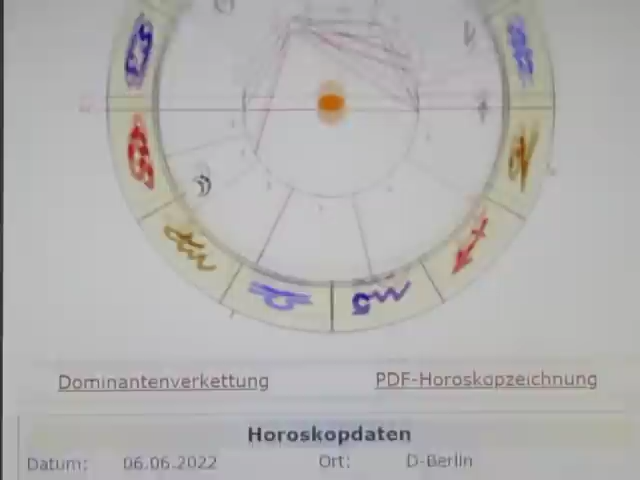 Dominantenverkettung PDF-Horoskopzeichnung
Horoskopdaten
Datum: 06.06.2022 Ort: D-Berlin